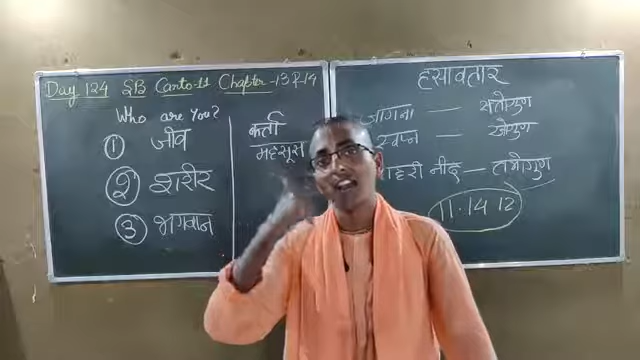 Day 124 SB Canto-11 Chapter-13 & 14
Who are you?
① जीव
② शरीर
③ भगवान
कर्ता
महसूस
हंसावतार
जागना — सतोगुण
स्वप्न — रजोगुण
गहरी नींद — तमोगुण
11.14.12